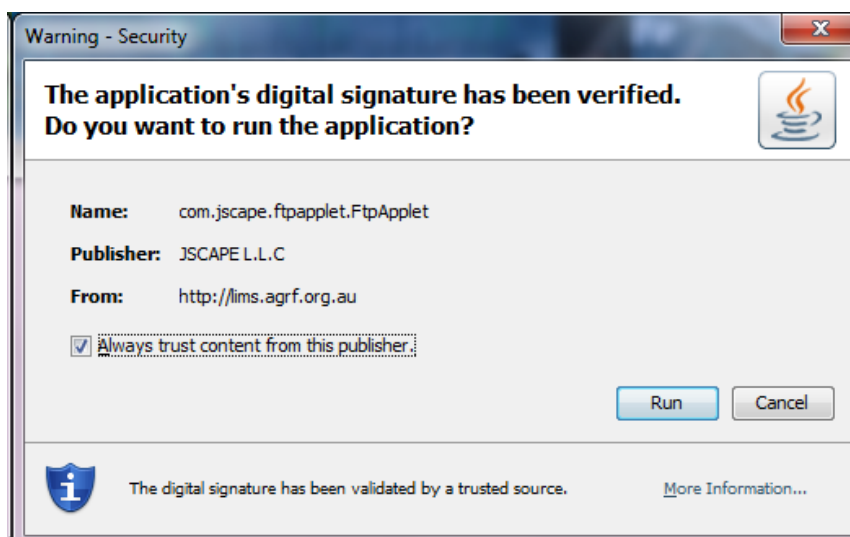 Warning - Security
The application's digital signature has been verified.
Do you want to run the application?
Name: com.jscape.ftpapplet.FtpApplet
Publisher: JSCAPE L.L.C
From: http://lims.agrf.org.au
Always trust content from this publisher.
Run Cancel
The digital signature has been validated by a trusted source. More Information...